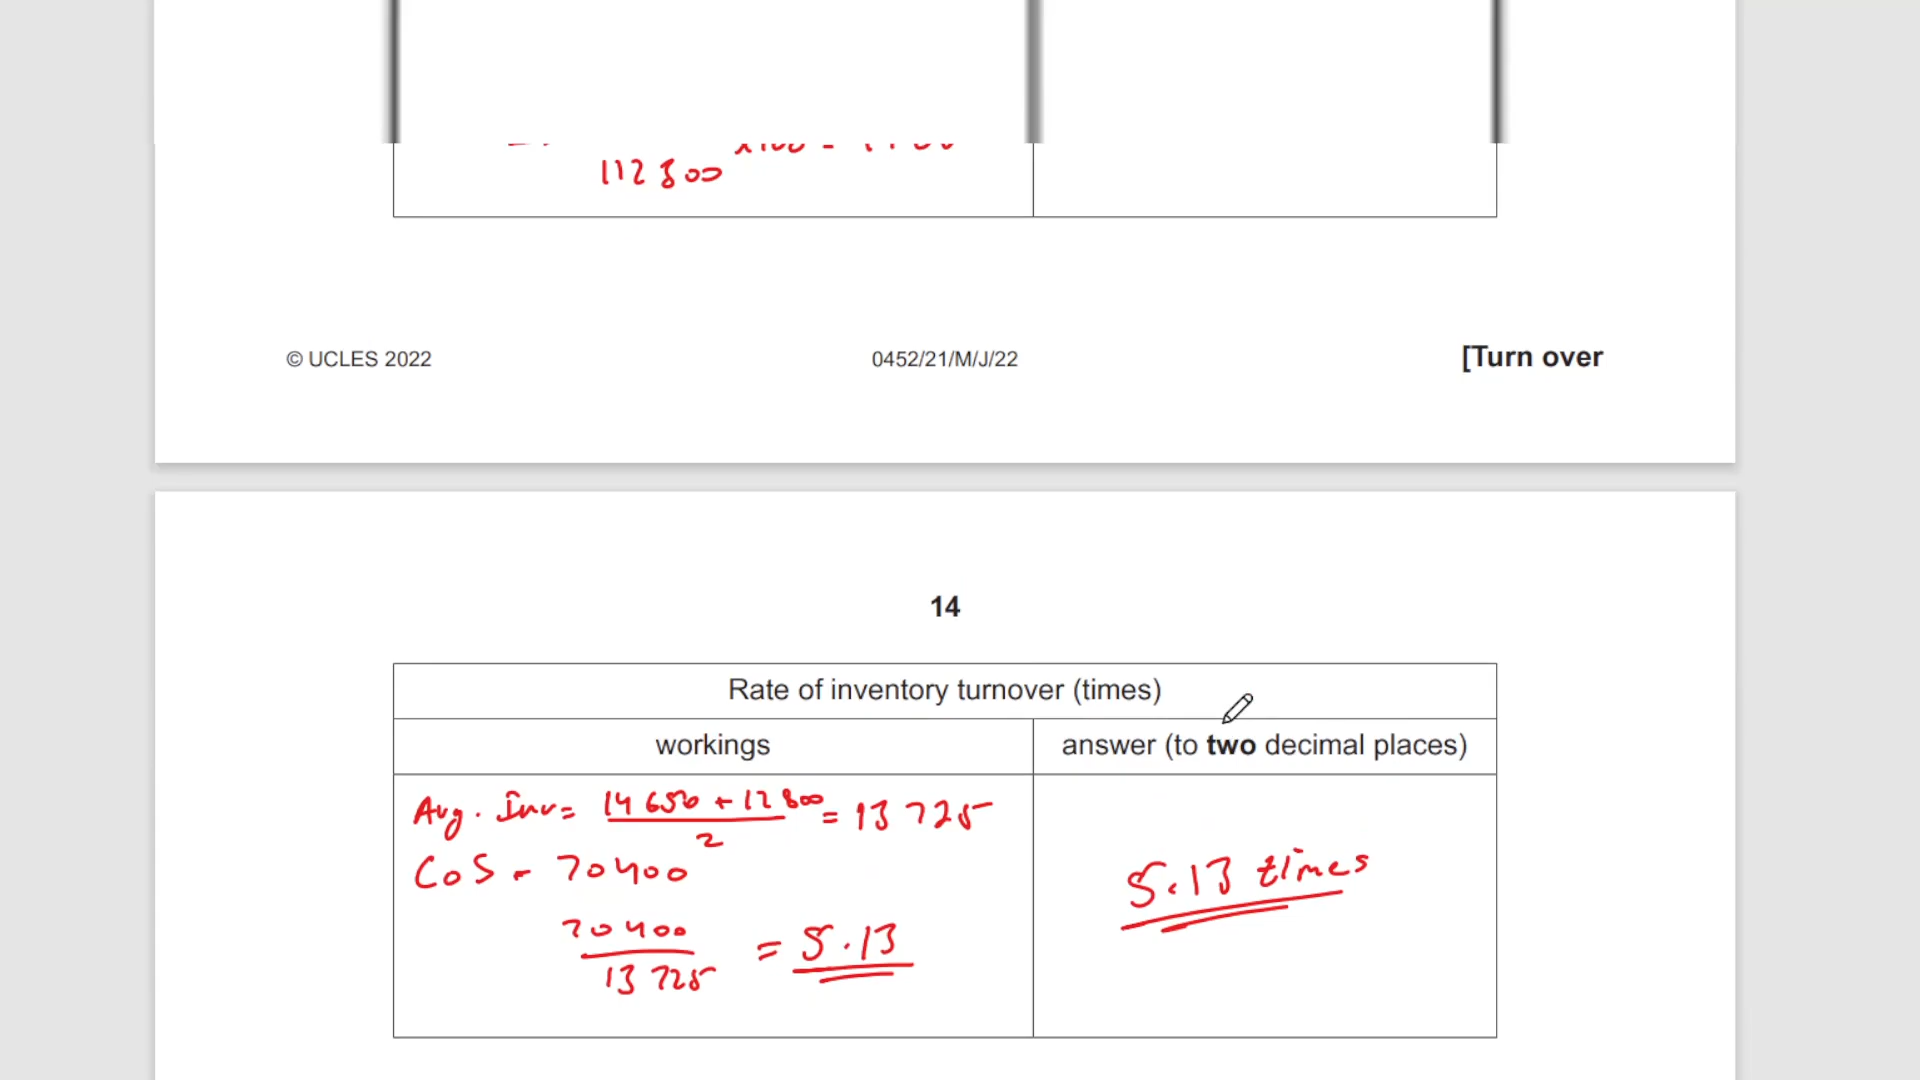 112 800
© UCLES 2022 0452/21/M/J/22 [Turn over
14
Rate of inventory turnover (times)
workings answer (to two decimal places)
Avg. Inv = 14 650 + 12 800 / 2 = 13 725
CoS - 70400
70400 / 13 725 = 5.13
5.13 times